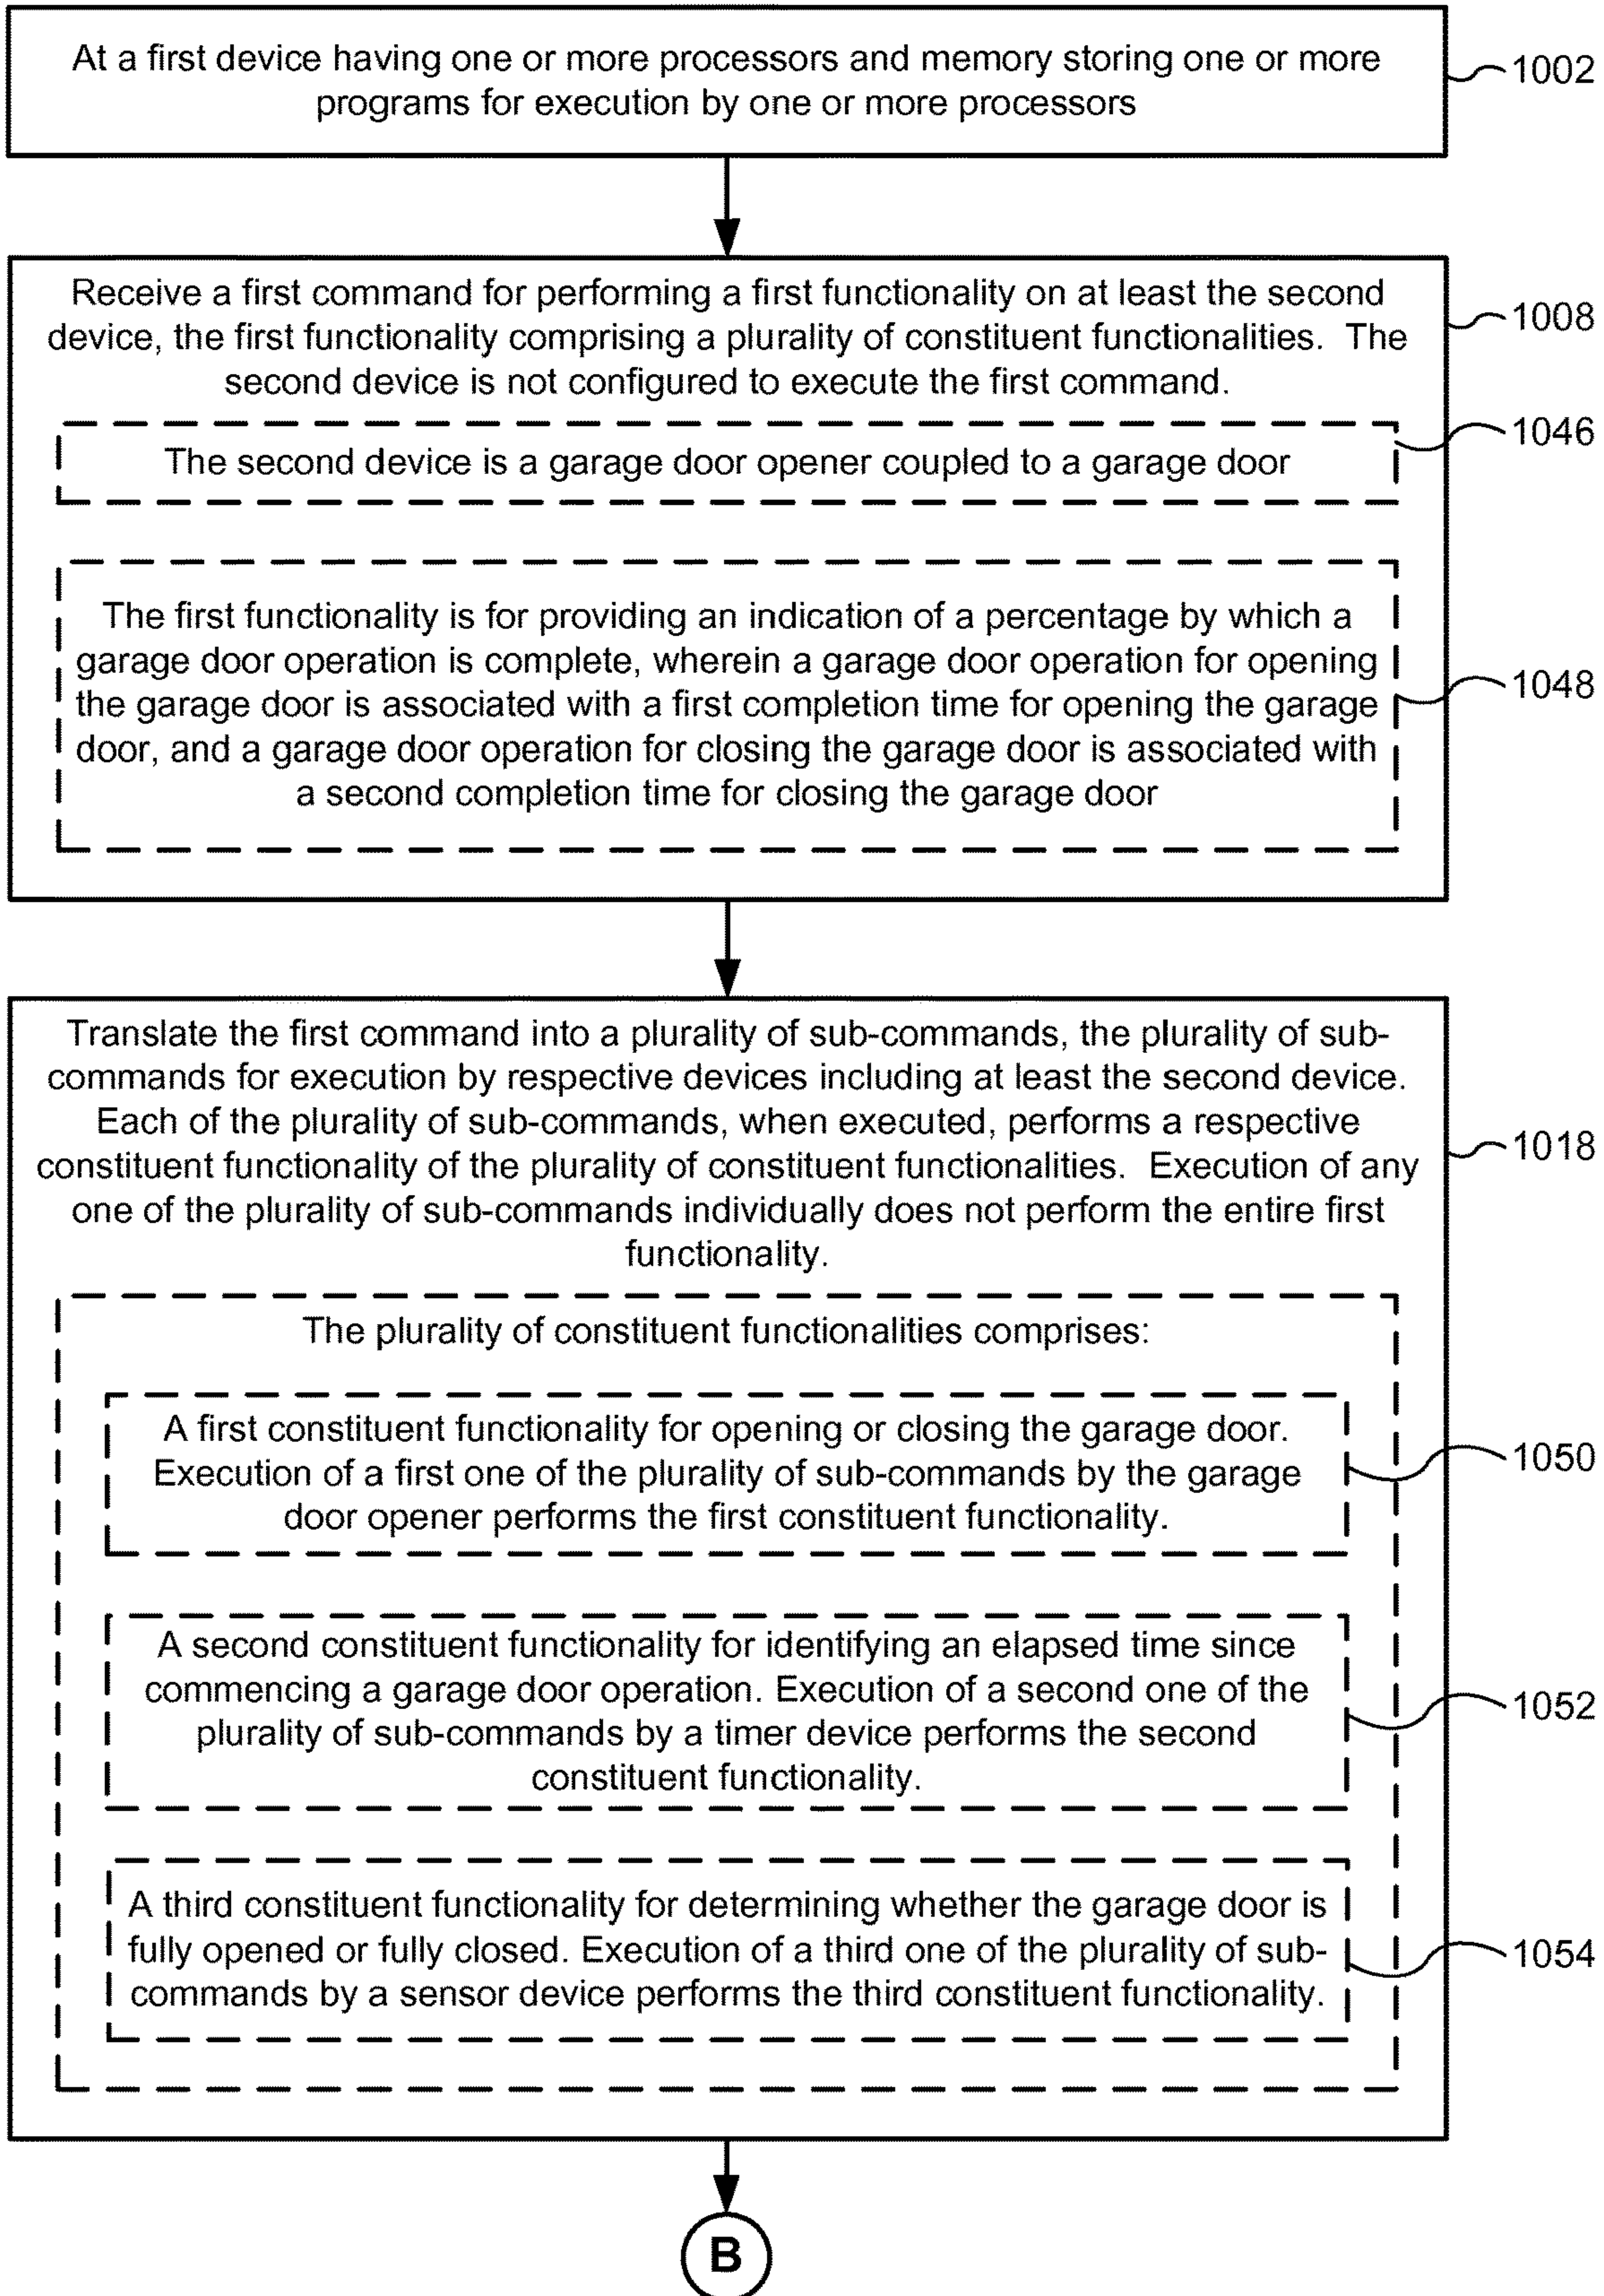 At a first device having one or more processors and memory storing one or more
programs for execution by one or more processors
1002
Receive a first command for performing a first functionality on at least the second
device, the first functionality comprising a plurality of constituent functionalities.  The
second device is not configured to execute the first command.
1008
The second device is a garage door opener coupled to a garage door
1046
The first functionality is for providing an indication of a percentage by which a
garage door operation is complete, wherein a garage door operation for opening
the garage door is associated with a first completion time for opening the garage
door, and a garage door operation for closing the garage door is associated with
a second completion time for closing the garage door
1048
Translate the first command into a plurality of sub-commands, the plurality of sub-
commands for execution by respective devices including at least the second device.
Each of the plurality of sub-commands, when executed, performs a respective
constituent functionality of the plurality of constituent functionalities.  Execution of any
one of the plurality of sub-commands individually does not perform the entire first
functionality.
1018
The plurality of constituent functionalities comprises:
A first constituent functionality for opening or closing the garage door.
Execution of a first one of the plurality of sub-commands by the garage
door opener performs the first constituent functionality.
1050
A second constituent functionality for identifying an elapsed time since
commencing a garage door operation. Execution of a second one of the
plurality of sub-commands by a timer device performs the second
constituent functionality.
1052
A third constituent functionality for determining whether the garage door is
fully opened or fully closed. Execution of a third one of the plurality of sub-
commands by a sensor device performs the third constituent functionality.
1054
B